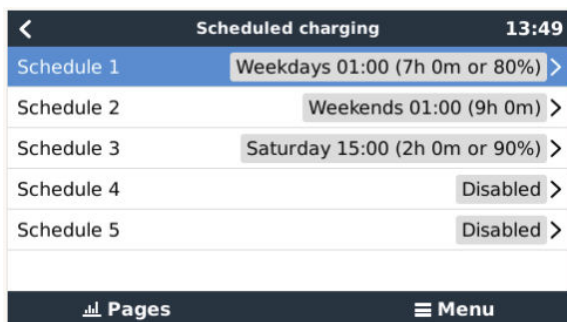 Scheduled charging 13:49
Schedule 1 Weekdays 01:00 (7h 0m or 80%)
Schedule 2 Weekends 01:00 (9h 0m)
Schedule 3 Saturday 15:00 (2h 0m or 90%)
Schedule 4 Disabled
Schedule 5 Disabled
Pages Menu